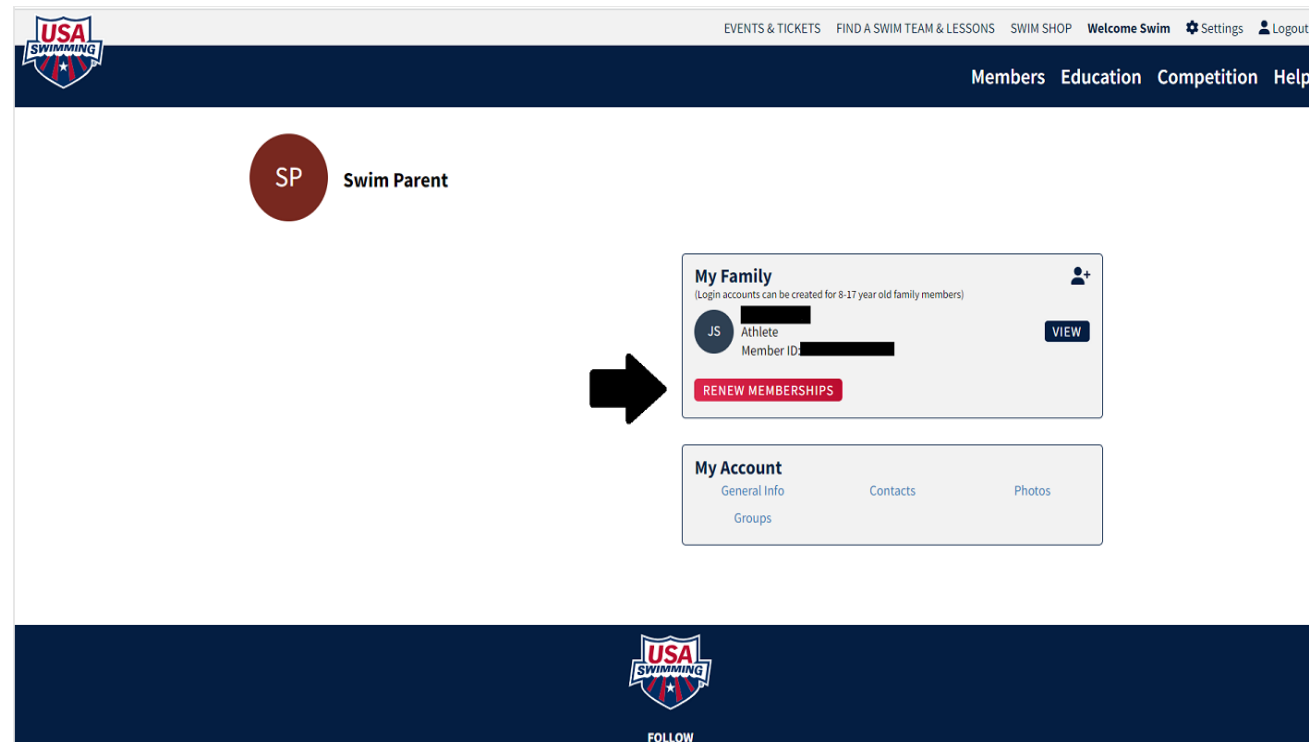 USA
SWIMMING
EVENTS & TICKETS FIND A SWIM TEAM & LESSONS SWIM SHOP Welcome Swim Settings Logout
Members Education Competition Help
SP
Swim Parent
My Family
(Login accounts can be created for 8-17 year old family members)
JS
Athlete
VIEW
Member ID:
RENEW MEMBERSHIPS
My Account
General Info Contacts Photos
Groups
USA
SWIMMING
FOLLOW